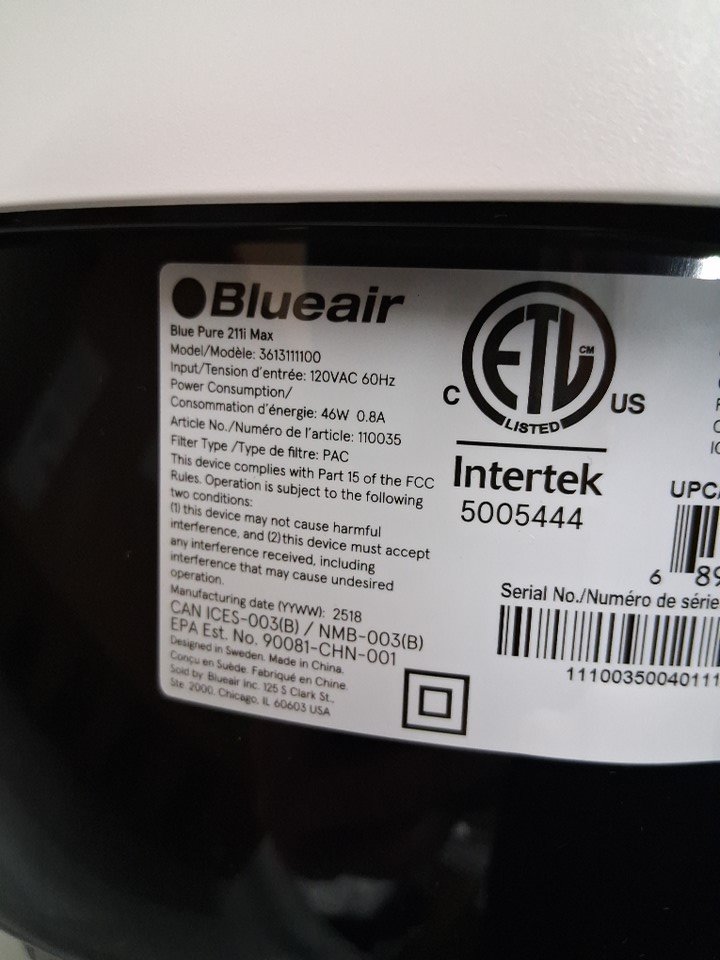 Blueair
Blue Pure 211i Max
Model/Modèle: 3613111100
Input/Tension d'entrée: 120VAC 60Hz
Power Consumption/
Consommation d'énergie: 46W 0.8A
Article No./Numéro de l'article: 110035
Filter Type /Type de filtre: PAC
This device complies with Part 15 of the FCC
Rules. Operation is subject to the following
two conditions:
(1) this device may not cause harmful
interference, and (2) this device must accept
any interference received, including
interference that may cause undesired
operation.
Manufacturing date (YYWW): 2518
CAN ICES-003(B) / NMB-003(B)
EPA Est. No. 90081-CHN-001
Designed in Sweden. Made in China.
Conçu en Suède. Fabriqué en Chine.
Sold by: Blueair Inc. 125 S Clark St.,
Ste 2000, Chicago, IL 60603 USA
ETL CM
C US
LISTED
Intertek
5005444
UPC
6 89
Serial No./Numéro de série
11100350040111